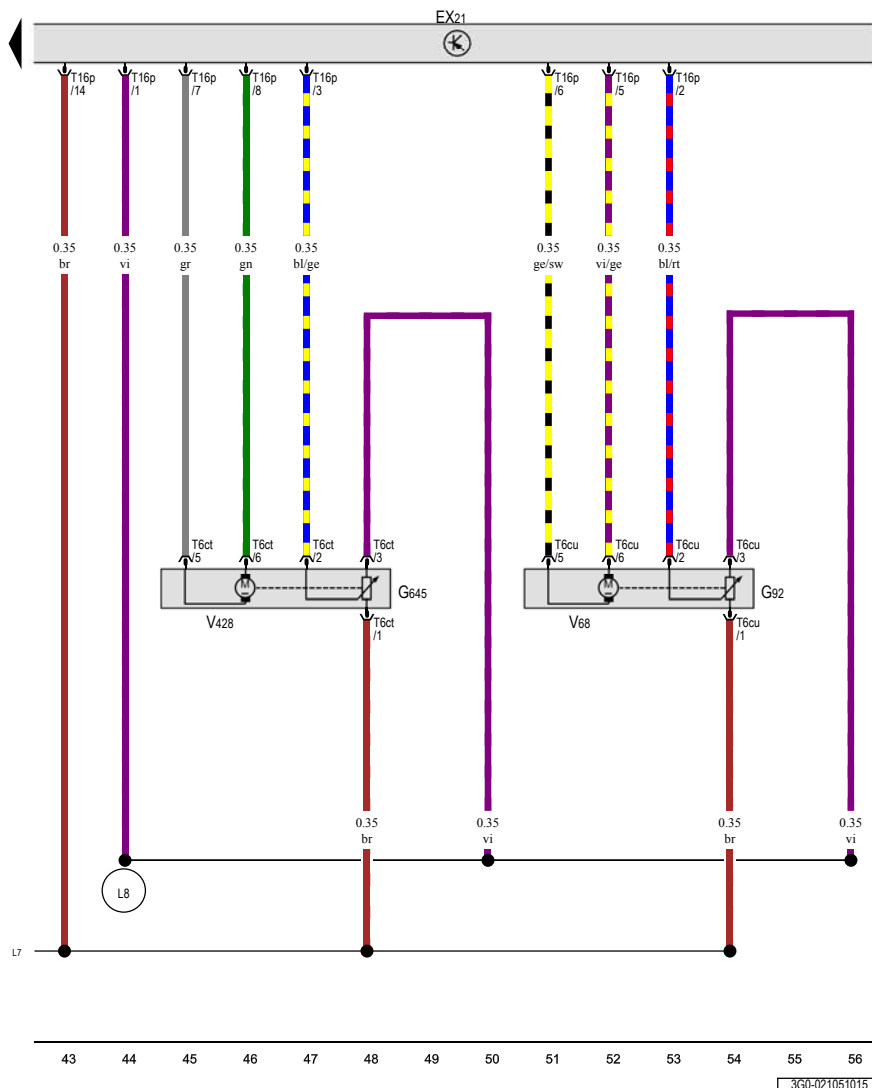 EX21
T16p T16p T16p T16p T16p T16p T16p T16p
/14 /1 /7 /8 /3 /6 /5 /2
0.35 0.35 0.35 0.35 0.35 0.35 0.35 0.35
br vi gr gn bl/ge ge/sw vi/ge bl/rt
T6ct T6ct T6ct T6ct T6cu T6cu T6cu T6cu
/5 /6 /2 /3 /5 /6 /2 /3
M G645 M G92
V428 T6ct V68 T6cu
/1 /1
0.35 0.35 0.35 0.35
br vi br vi
L8
L7
43 44 45 46 47 48 49 50 51 52 53 54 55 56
3G0-021051015